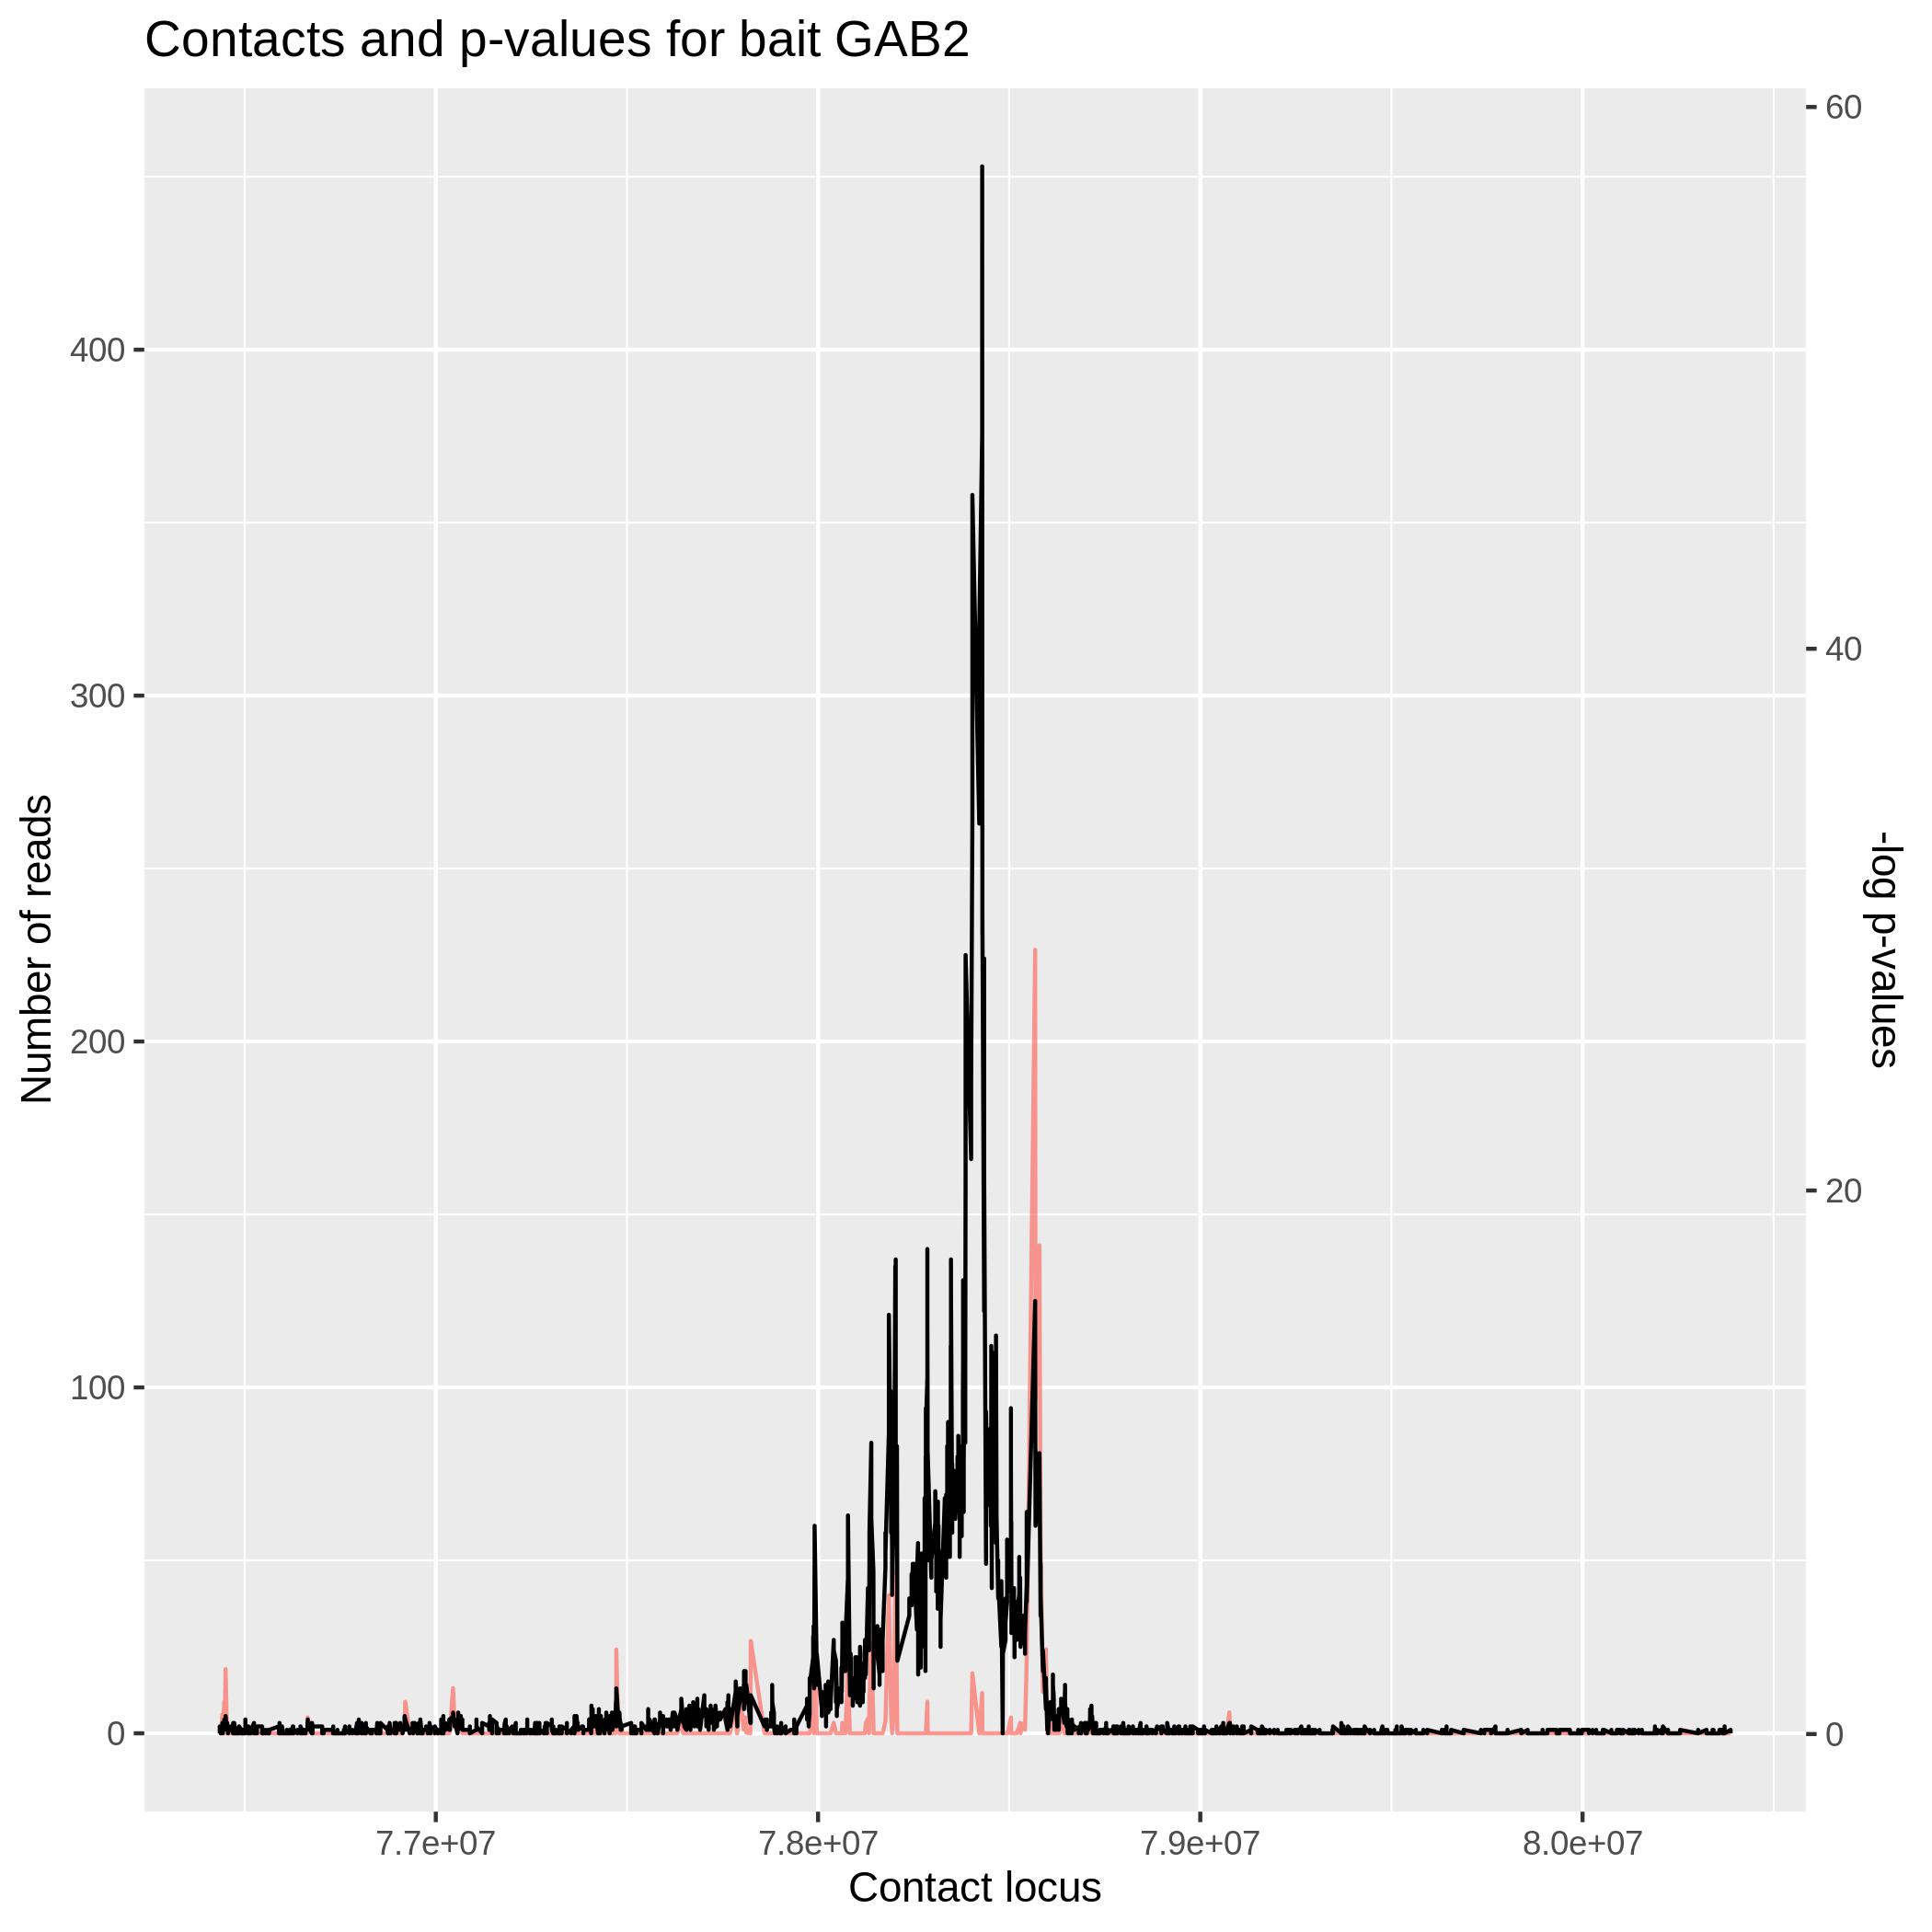 Contacts and p-values for bait GAB2
60
400
40
300
Number of reads
-log p-values
200
20
100
0
0
7.7e+07
7.8e+07
7.9e+07
8.0e+07
Contact locus